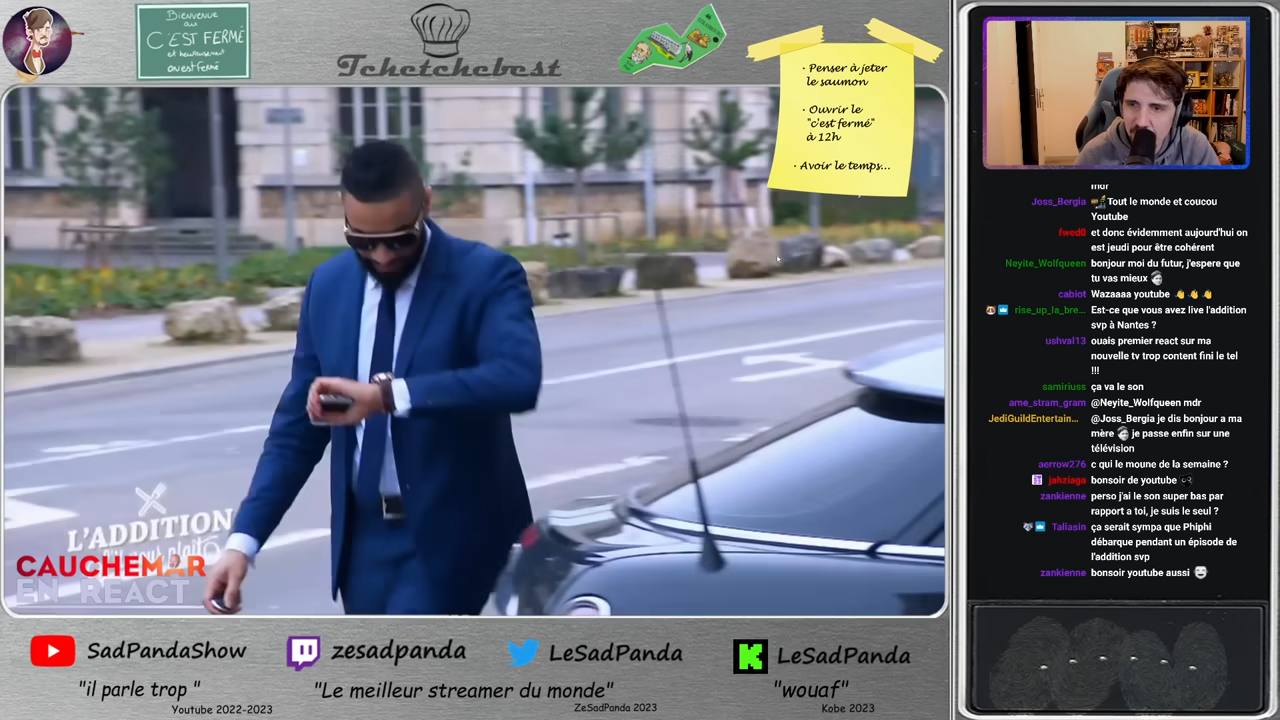 Bienvenue
au
C'EST FERMÉ
et heureusement
on est fermé
Tchetchebest
· Penser à jeter
le saumon
· Ouvrir le
"c'est fermé"
à 12h
· Avoir le temps...
L'ADDITION
CAUCHEMAR
EN REACT
SadPandaShow
"il parle trop "
Youtube 2022-2023
zesadpanda
"Le meilleur streamer du monde"
ZeSadPanda 2023
LeSadPanda
LeSadPanda
"wouaf"
Kobe 2023
mdr
Joss_Bergia Tout le monde et coucou
Youtube
fwed0 et donc évidemment aujourd'hui on
est jeudi pour être cohérent
Neyite_Wolfqueen bonjour moi du futur, j'espere que
tu vas mieux
cabiot Wazaaaa youtube 👋 👋 👋
rise_up_la_bre... Est-ce que vous avez live l'addition
svp à Nantes ?
ushval13 ouais premier react sur ma
nouvelle tv trop content fini le tel
!!!
samiriuss ça va le son
ame_stram_gram @Neyite_Wolfqueen mdr
JediGuildEntertain... @Joss_Bergia je dis bonjour a ma
mère je passe enfin sur une
télévision
aerrow276 c qui le moune de la semaine ?
jahziaga bonsoir de youtube
zankienne perso j'ai le son super bas par
rapport a toi, je suis le seul ?
Taliasin ça serait sympa que Phiphi
débarque pendant un épisode de
l'addition svp
zankienne bonsoir youtube aussi